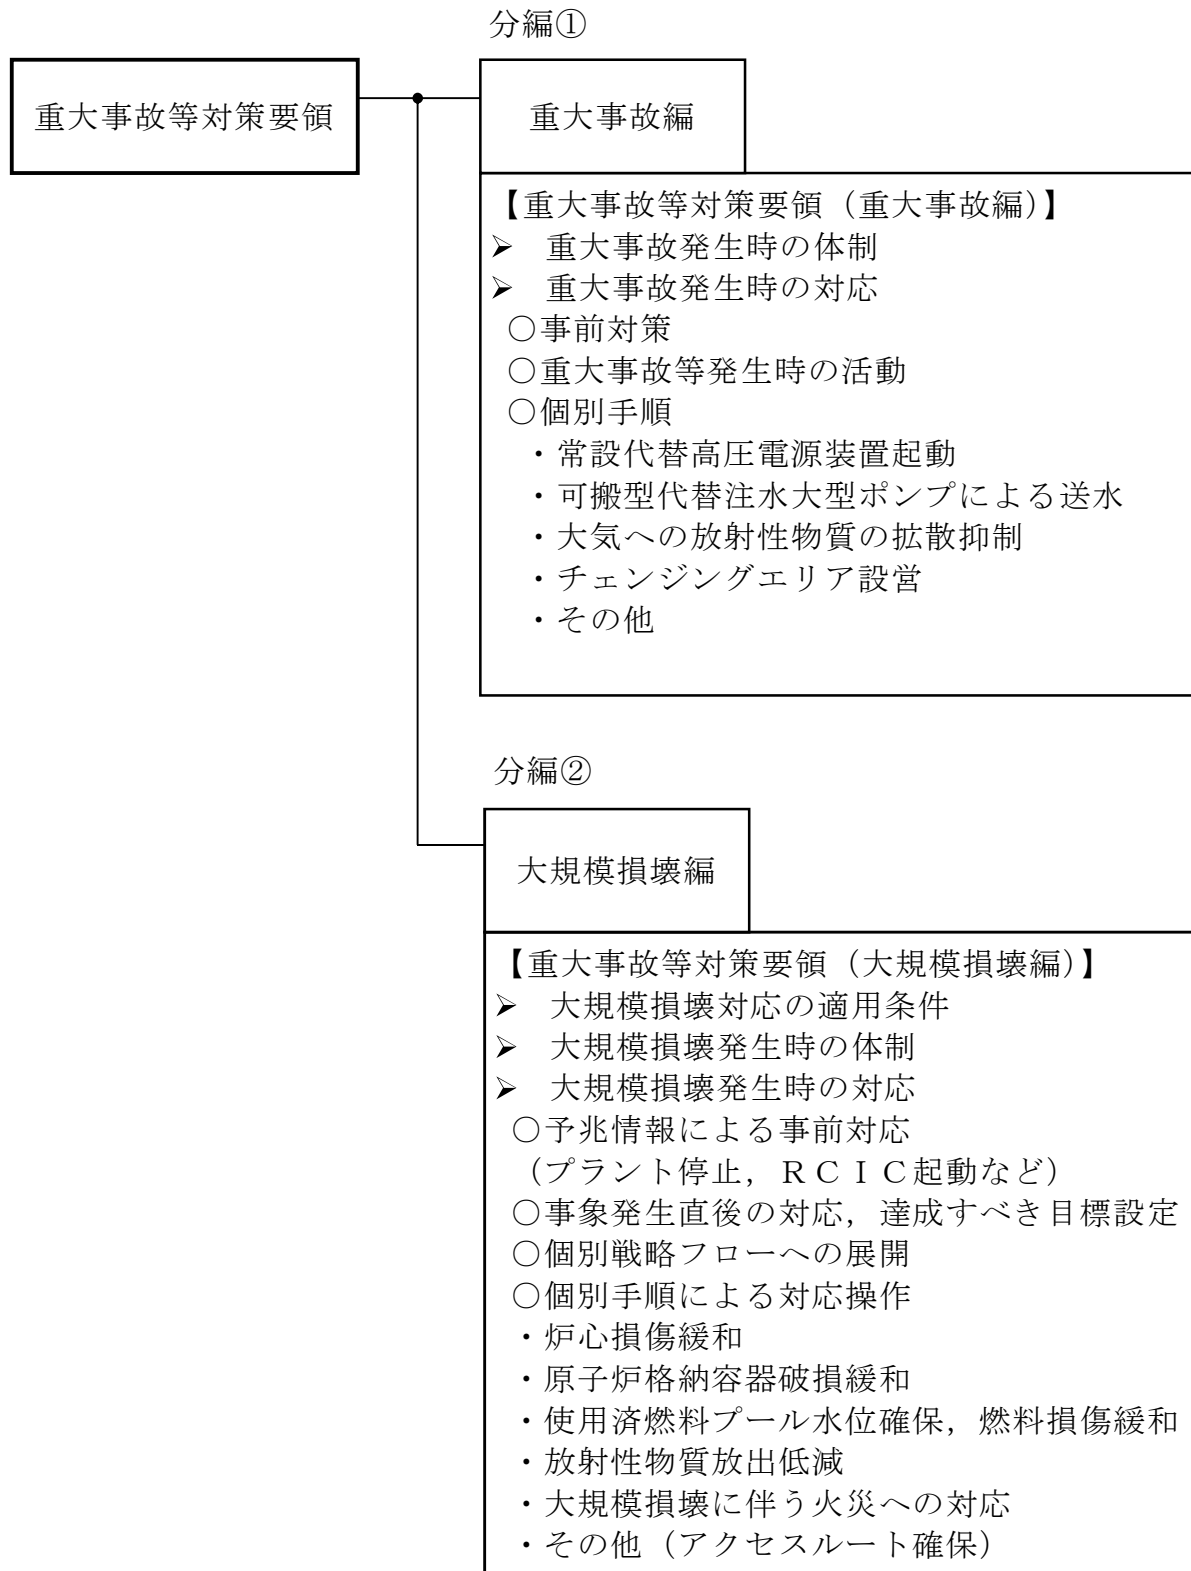 分編①
重大事故等対策要領
重大事故編
【重大事故等対策要領（重大事故編）】
➢ 重大事故発生時の体制
➢ 重大事故発生時の対応
○事前対策
○重大事故等発生時の活動
○個別手順
・常設代替高圧電源装置起動
・可搬型代替注水大型ポンプによる送水
・大気への放射性物質の拡散抑制
・チェンジングエリア設営
・その他
分編②
大規模損壊編
【重大事故等対策要領（大規模損壊編）】
➢ 大規模損壊対応の適用条件
➢ 大規模損壊発生時の体制
➢ 大規模損壊発生時の対応
○予兆情報による事前対応
（プラント停止，ＲＣＩＣ起動など）
○事象発生直後の対応，達成すべき目標設定
○個別戦略フローへの展開
○個別手順による対応操作
・炉心損傷緩和
・原子炉格納容器破損緩和
・使用済燃料プール水位確保，燃料損傷緩和
・放射性物質放出低減
・大規模損壊に伴う火災への対応
・その他（アクセスルート確保）